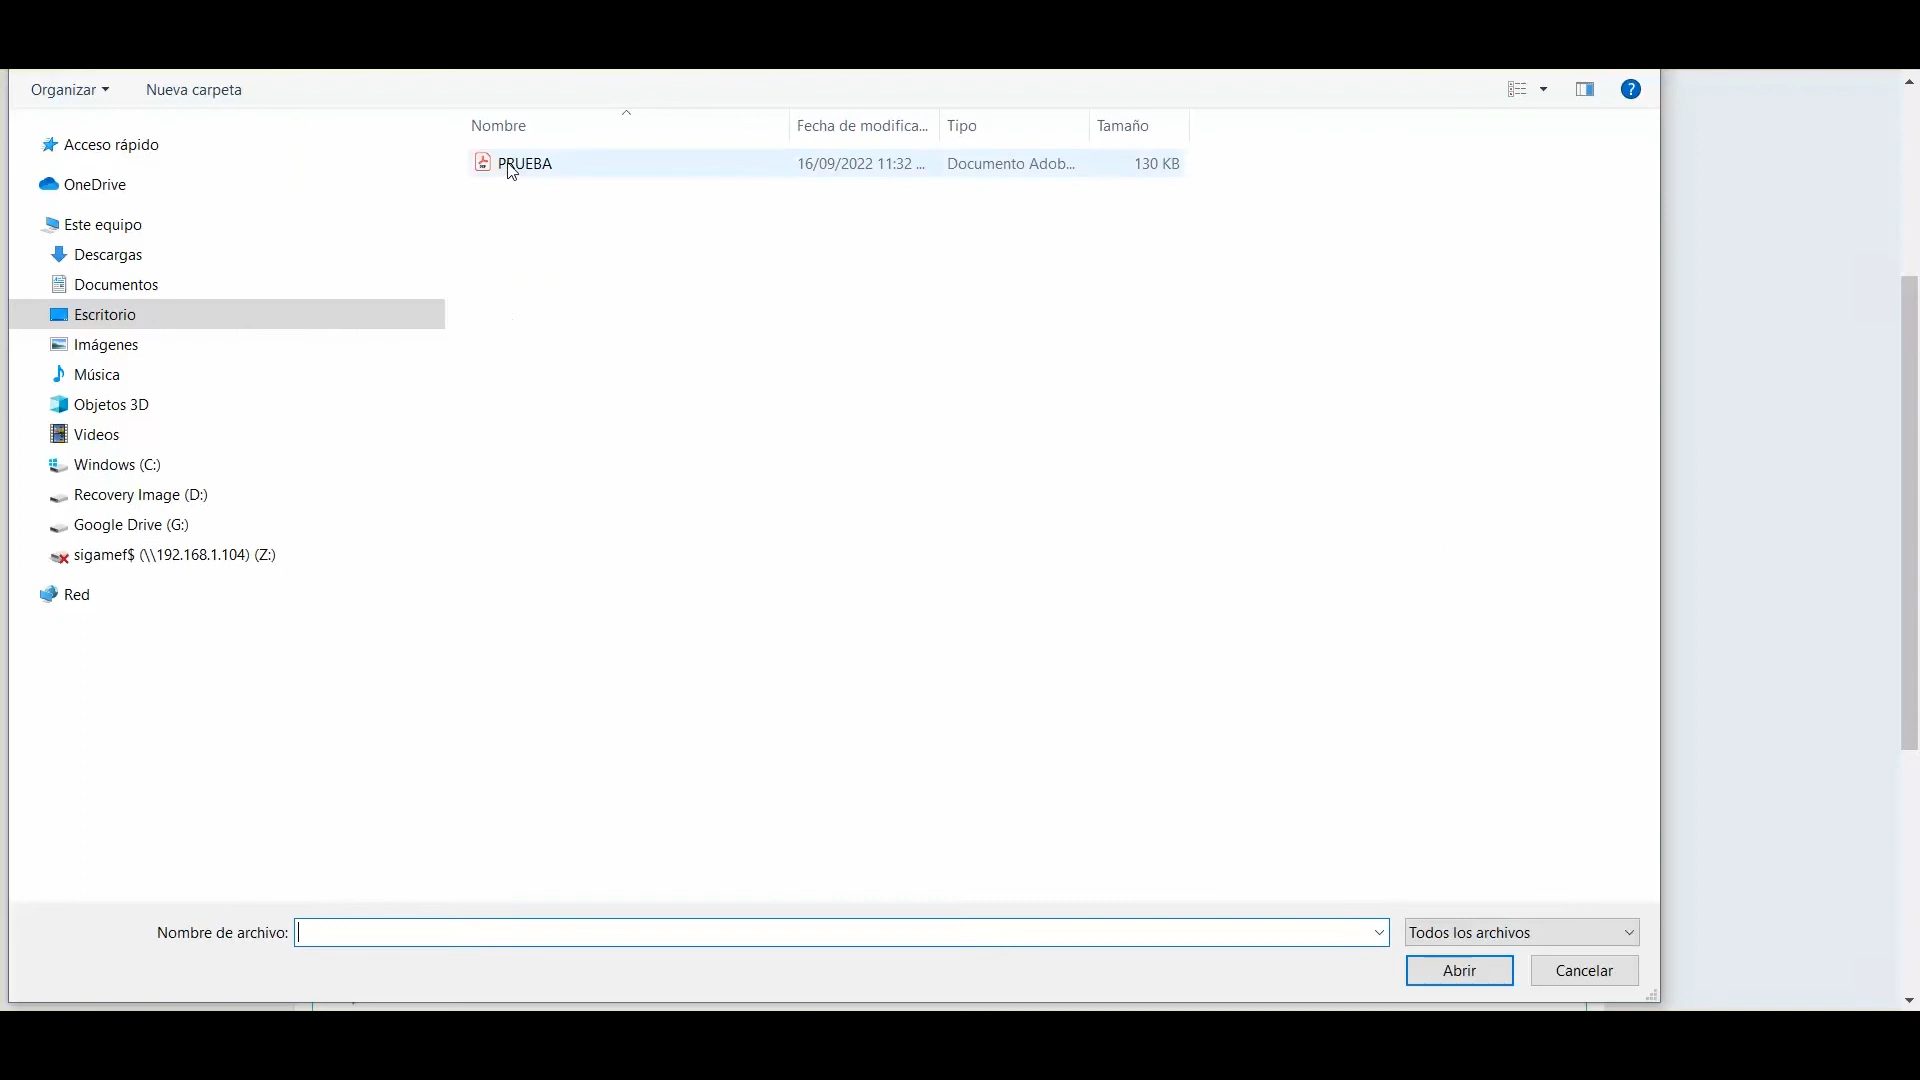 Organizar
Nueva carpeta
Nombre
Fecha de modifica...
Tipo
Tamaño
PRUEBA
16/09/2022 11:32 ...
Documento Adob...
130 KB
Acceso rápido
OneDrive
Este equipo
Descargas
Documentos
Escritorio
Imágenes
Música
Objetos 3D
Videos
Windows (C:)
Recovery Image (D:)
Google Drive (G:)
sigamef$ (\\192.168.1.104) (Z:)
Red
Nombre de archivo:
Todos los archivos
Abrir
Cancelar